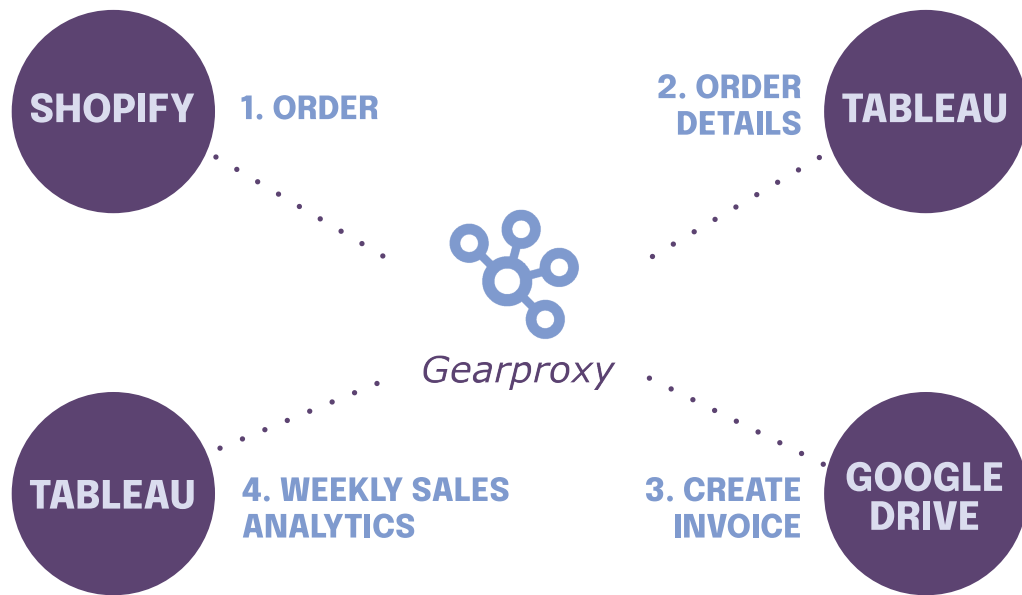 SHOPIFY
1. ORDER
2. ORDER
DETAILS
TABLEAU
Gearproxy
TABLEAU
4. WEEKLY SALES
ANALYTICS
3. CREATE
INVOICE
GOOGLE
DRIVE